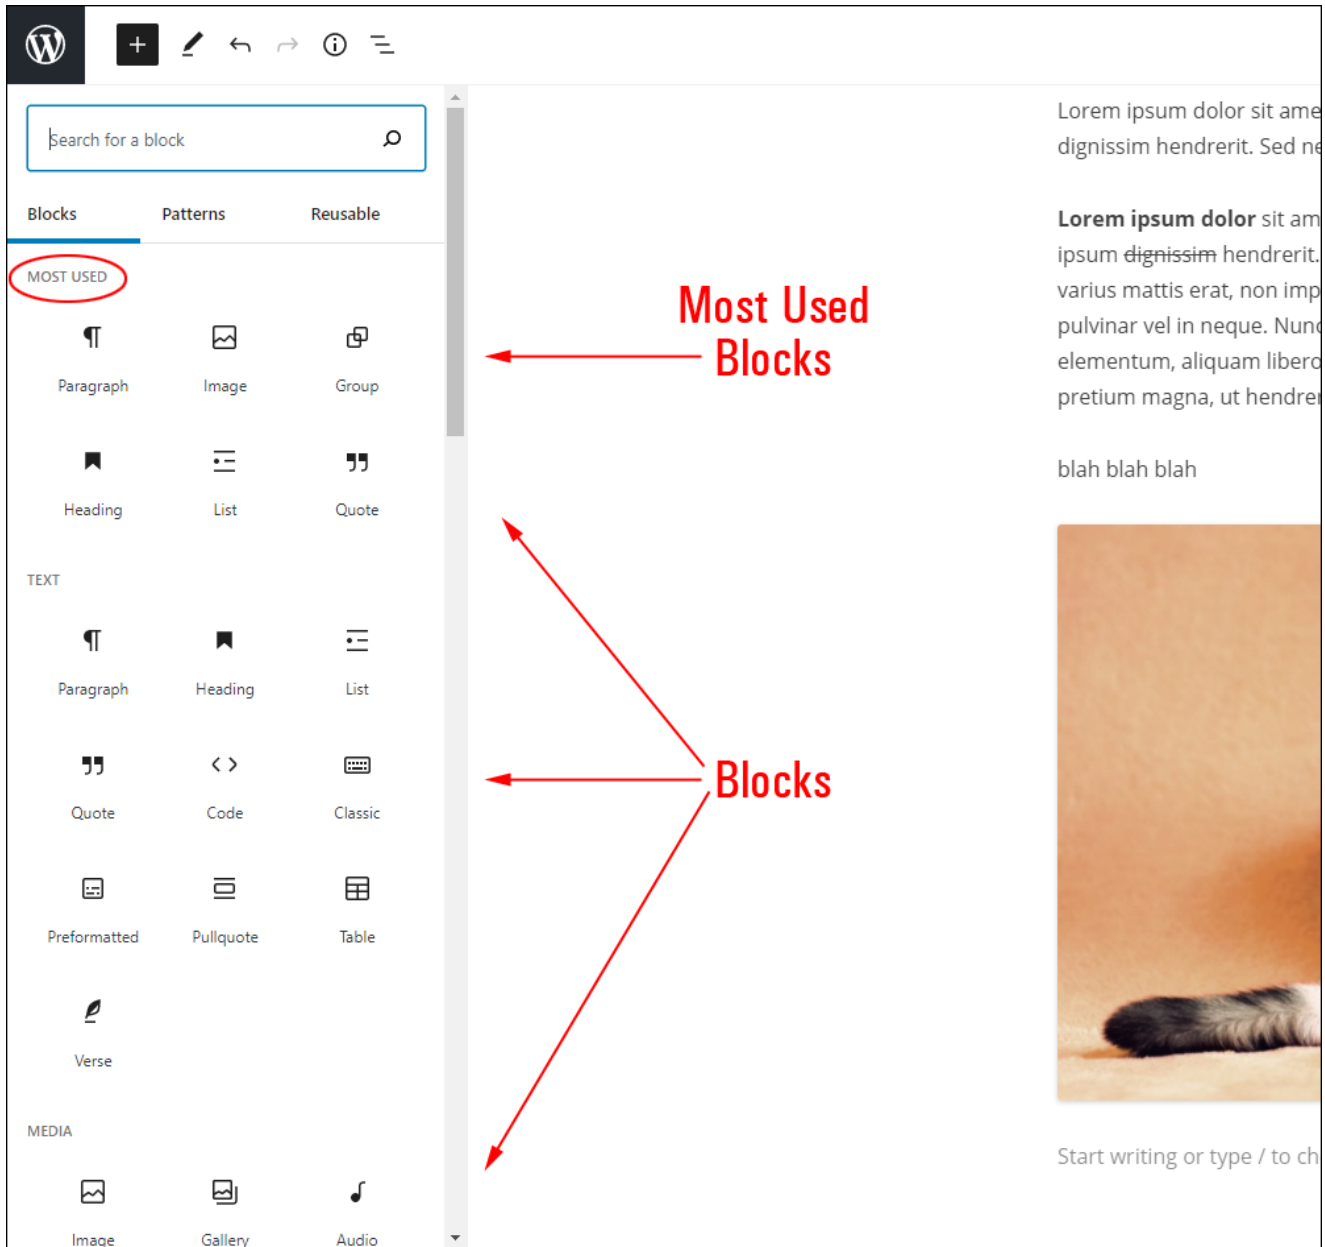 Search for a block
Blocks Patterns Reusable
MOST USED
Paragraph Image Group
Heading List Quote
TEXT
Paragraph Heading List
Quote Code Classic
Preformatted Pullquote Table
Verse
MEDIA
Image Gallery Audio
Most Used
Blocks
Blocks
Lorem ipsum dolor sit ame
dignissim hendrerit. Sed ne
Lorem ipsum dolor sit am
ipsum dignissim hendrerit.
varius mattis erat, non imp
pulvinar vel in neque. Nunc
elementum, aliquam libero
pretium magna, ut hendrer
blah blah blah
Start writing or type / to ch